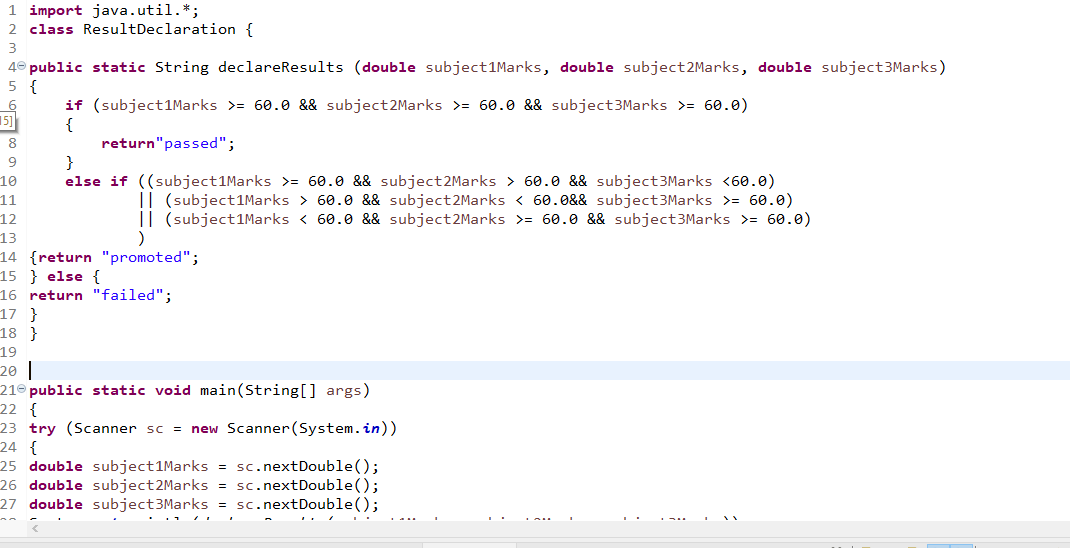 1 import java.util.*;
2 class ResultDeclaration {
3
4 public static String declareResults (double subject1Marks, double subject2Marks, double subject3Marks)
5 {
6 if (subject1Marks >= 60.0 && subject2Marks >= 60.0 && subject3Marks >= 60.0)
5] {
8 return"passed";
9 }
10 else if ((subject1Marks >= 60.0 && subject2Marks > 60.0 && subject3Marks <60.0)
11 || (subject1Marks > 60.0 && subject2Marks < 60.0&& subject3Marks >= 60.0)
12 || (subject1Marks < 60.0 && subject2Marks >= 60.0 && subject3Marks >= 60.0)
13 )
14 {return "promoted";
15 } else {
16 return "failed";
17 }
18 }
19
20
21 public static void main(String[] args)
22 {
23 try (Scanner sc = new Scanner(System.in))
24 {
25 double subject1Marks = sc.nextDouble();
26 double subject2Marks = sc.nextDouble();
27 double subject3Marks = sc.nextDouble();